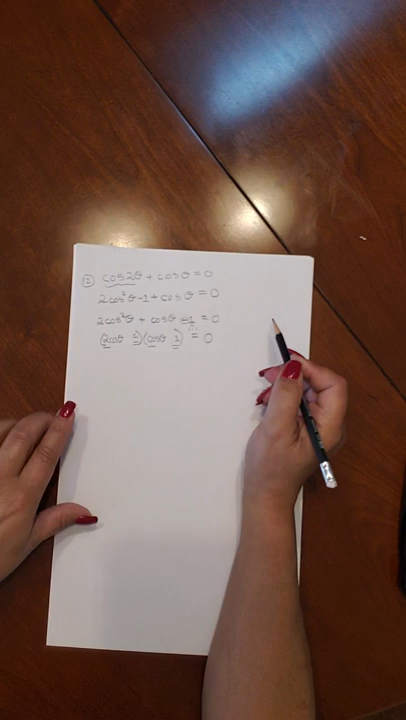 ② cos2θ + cosθ = 0
2cos²θ - 1 + cosθ = 0
2cos²θ + cosθ - 1 = 0
(2cosθ 1)(cosθ 1) = 0